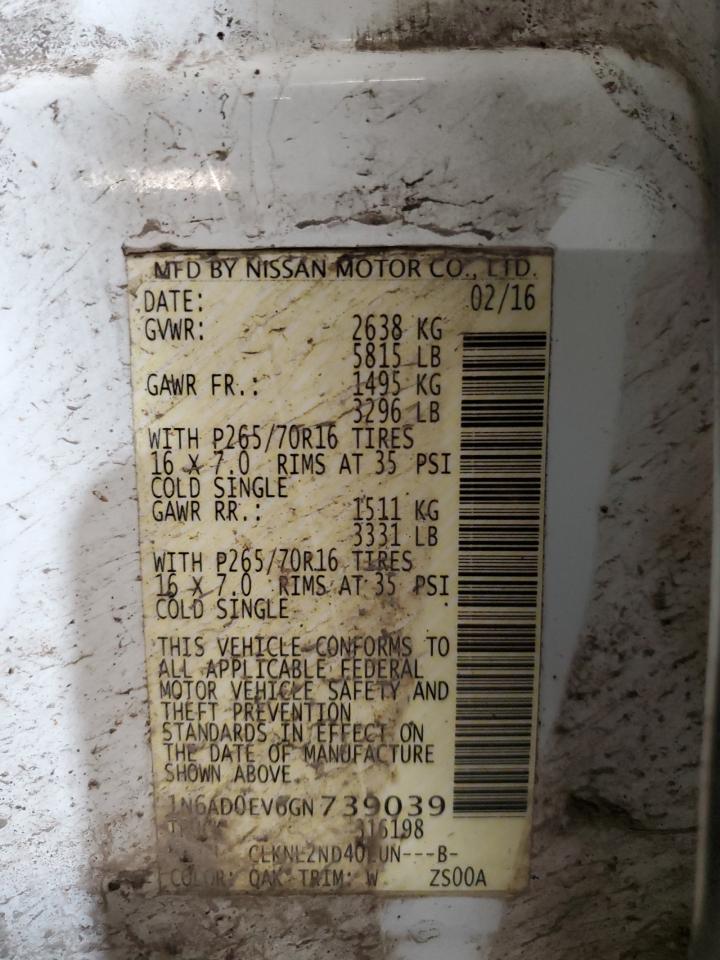 MFD BY NISSAN MOTOR CO., LTD.
DATE: 02/16
GVWR: 2638 KG
5815 LB
GAWR FR.: 1495 KG
3296 LB
WITH P265/70R16 TIRES
16 X 7.0 RIMS AT 35 PSI
COLD SINGLE
GAWR RR.: 1511 KG
3331 LB
WITH P265/70R16 TIRES
16 X 7.0 RIMS AT 35 PSI
COLD SINGLE
THIS VEHICLE CONFORMS TO
ALL APPLICABLE FEDERAL
MOTOR VEHICLE SAFETY AND
THEFT PREVENTION
STANDARDS IN EFFECT ON
THE DATE OF MANUFACTURE
SHOWN ABOVE.
1N6AD0EV6GN739039
316198
COLOR: QAK TRIM: W ZS00A